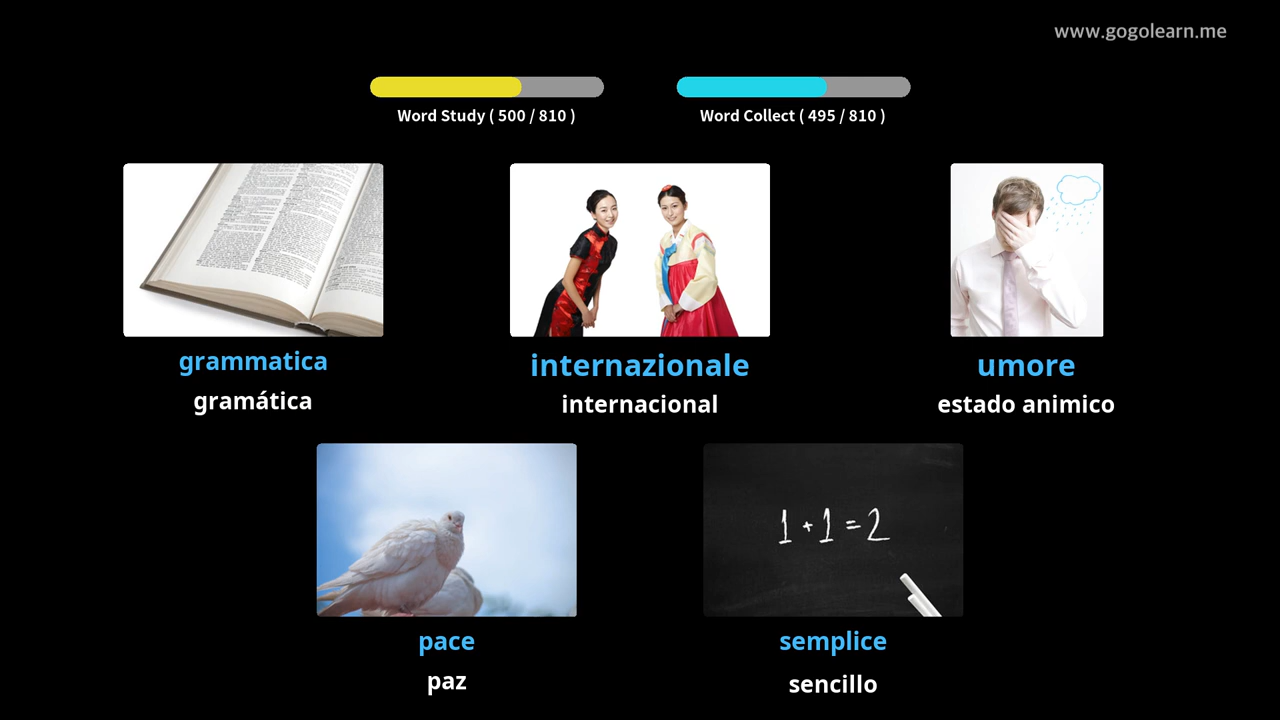 www.gogolearn.me
Word Study ( 500 / 810 )
Word Collect ( 495 / 810 )
grammatica
gramática
internazionale
internacional
umore
estado animico
1 + 1 = 2
pace
paz
semplice
sencillo